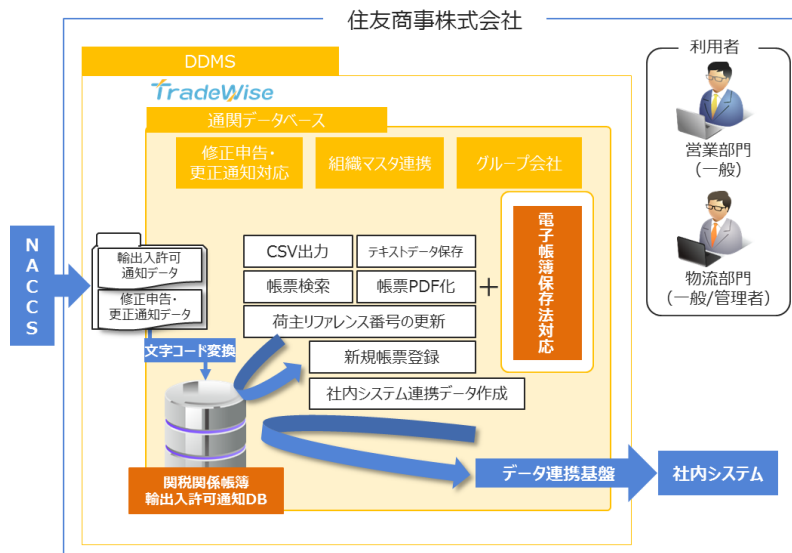 住友商事株式会社
DDMS
TradeWise
通関データベース
修正申告・
更正通知対応
組織マスタ連携
グループ会社
利用者
営業部門
(一般)
物流部門
(一般/管理者)
NACCS
輸出入許可
通知データ
修正申告・
更正通知データ
文字コード変換
CSV出力
テキストデータ保存
帳票検索
帳票PDF化
+
荷主リファレンス番号の更新
新規帳票登録
社内システム連携データ作成
電子帳簿保存法対応
関税関係帳簿
輸出入許可通知DB
データ連携基盤
社内システム